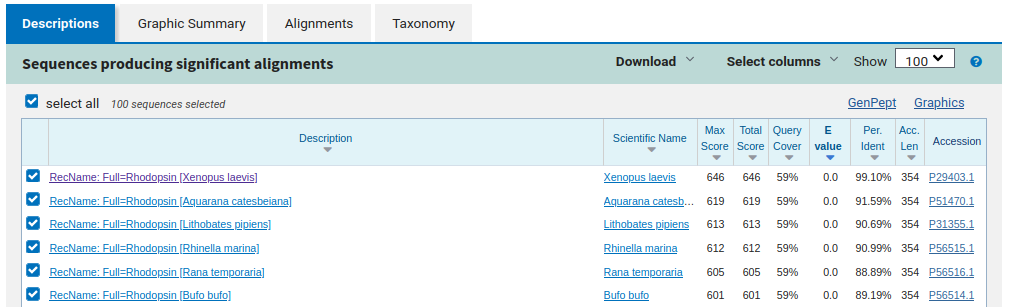 Descriptions Graphic Summary Alignments Taxonomy
Sequences producing significant alignments Download Select columns Show 100
select all 100 sequences selected GenPept Graphics
Description Scientific Name Max Score Total Score Query Cover E value Per. Ident Acc. Len Accession
RecName: Full=Rhodopsin [Xenopus laevis] Xenopus laevis 646 646 59% 0.0 99.10% 354 P29403.1
RecName: Full=Rhodopsin [Aquarana catesbeiana] Aquarana catesb... 619 619 59% 0.0 91.59% 354 P51470.1
RecName: Full=Rhodopsin [Lithobates pipiens] Lithobates pipiens 613 613 59% 0.0 90.69% 354 P31355.1
RecName: Full=Rhodopsin [Rhinella marina] Rhinella marina 612 612 59% 0.0 90.99% 354 P56515.1
RecName: Full=Rhodopsin [Rana temporaria] Rana temporaria 605 605 59% 0.0 88.89% 354 P56516.1
RecName: Full=Rhodopsin [Bufo bufo] Bufo bufo 601 601 59% 0.0 89.19% 354 P56514.1